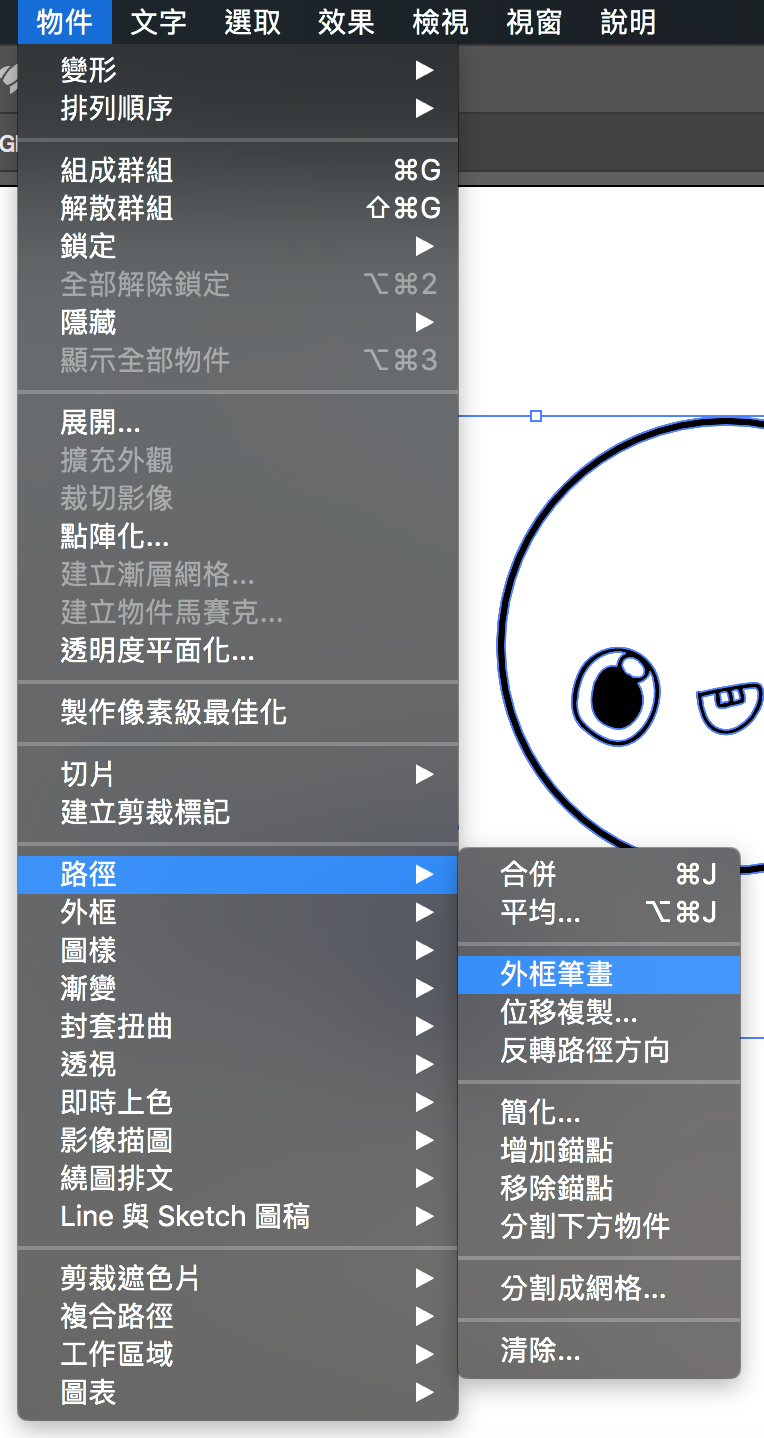 物件 文字 選取 效果 檢視 視窗 說明
變形
排列順序
組成群組 ⌘G
解散群組 ⇧⌘G
鎖定
全部解除鎖定 ⌥⌘2
隱藏
顯示全部物件 ⌥⌘3
展開...
擴充外觀
裁切影像
點陣化...
建立漸層網格...
建立物件馬賽克...
透明度平面化...
製作像素級最佳化
切片
建立剪裁標記
路徑
外框
圖樣
漸變
封套扭曲
透視
即時上色
影像描圖
繞圖排文
Line 與 Sketch 圖稿
剪裁遮色片
複合路徑
工作區域
圖表
合併 ⌘J
平均... ⌥⌘J
外框筆畫
位移複製...
反轉路徑方向
簡化...
增加錨點
移除錨點
分割下方物件
分割成網格...
清除...